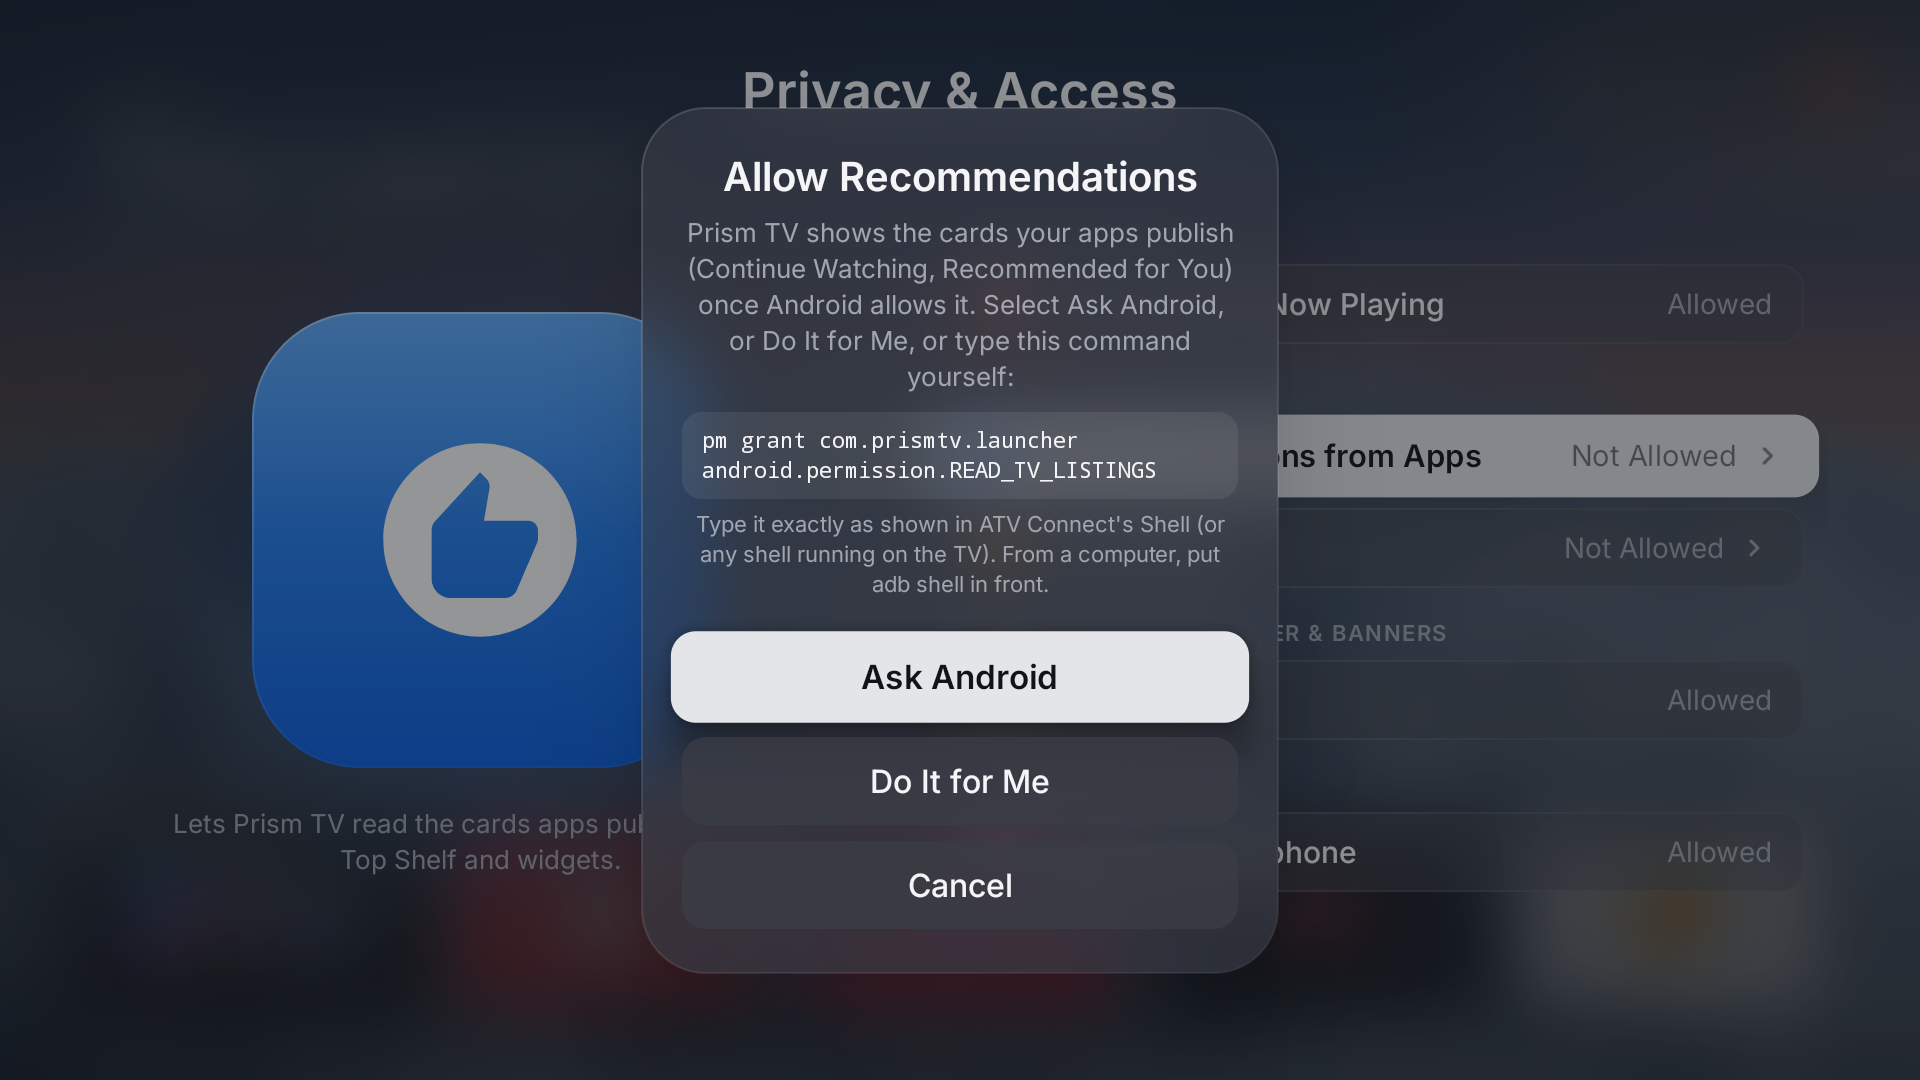 Privacy & Access
Allow Recommendations
Prism TV shows the cards your apps publish
(Continue Watching, Recommended for You)
once Android allows it. Select Ask Android,
or Do It for Me, or type this command
yourself:
pm grant com.prismtv.launcher
android.permission.READ_TV_LISTINGS
Type it exactly as shown in ATV Connect's Shell (or
any shell running on the TV). From a computer, put
adb shell in front.
Ask Android
Do It for Me
Cancel
Lets Prism TV read the cards apps
Top Shelf and widgets.
Now Playing Allowed
from Apps Not Allowed
Not Allowed
& BANNERS
Allowed
Allowed